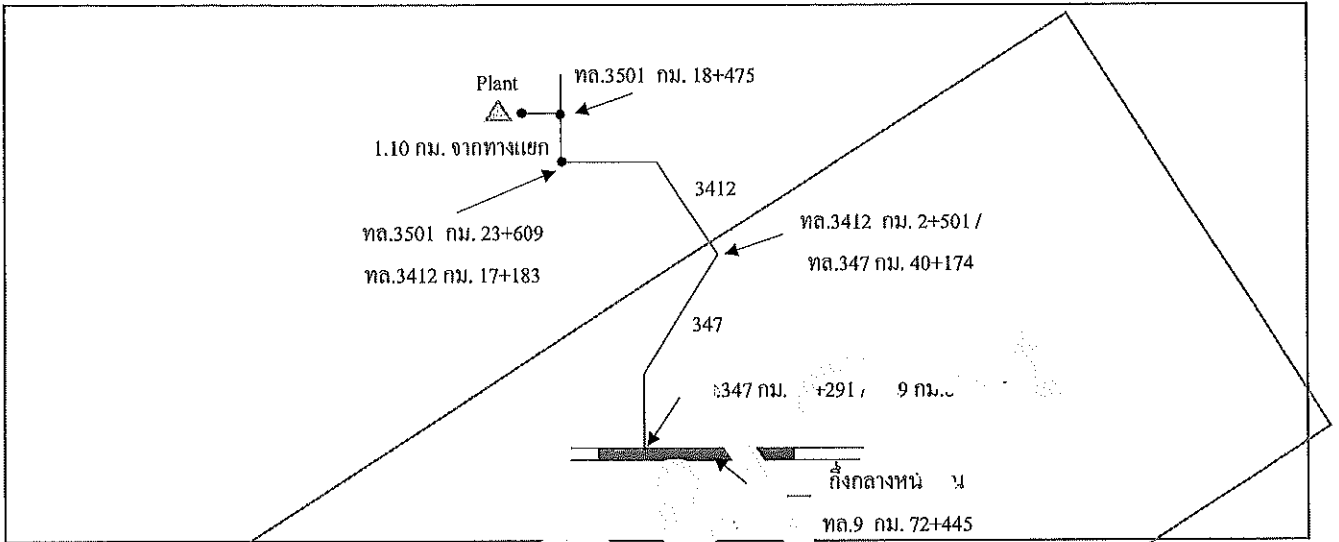 Plant
ทล.3501 กม. 18+475
1.10 กม. จากทางแยก
3412
ทล.3501 กม. 23+609
ทล.3412 กม. 17+183
ทล.3412 กม. 2+501 /
ทล.347 กม. 40+174
347
347 กม. +291 / 9 กม.
กึ่งกลาง
ทล.9 กม. 72+445